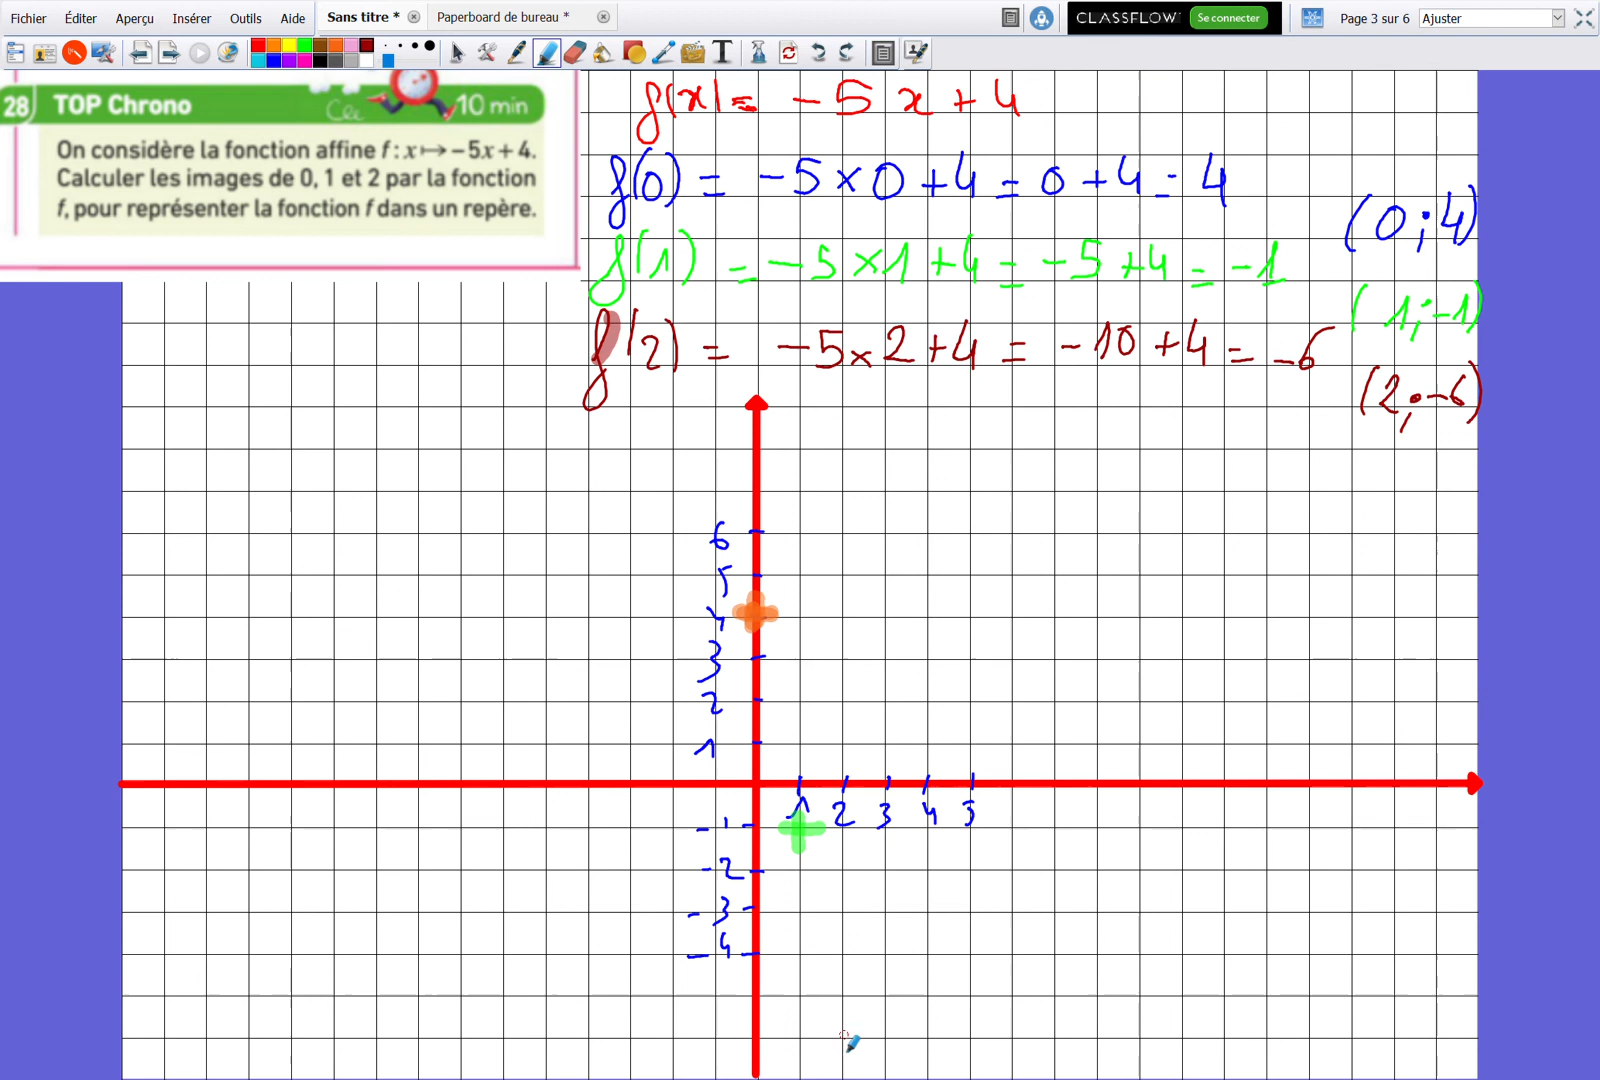 Fichier Éditer Aperçu Insérer Outils Aide Sans titre * Paperboard de bureau * CLASSFLOW Se connecter Page 3 sur 6 Ajuster
28 TOP Chrono 10 min
On considère la fonction affine f : x ↦ −5x + 4.
Calculer les images de 0, 1 et 2 par la fonction
f, pour représenter la fonction f dans un repère.
f(x) = -5x + 4
f(0) = -5×0 + 4 = 0 + 4 = 4
(0 ; 4)
f(1) = -5×1 + 4 = -5 + 4 = -1
(1 ; -1)
f(2) = -5×2 + 4 = -10 + 4 = -6
(2 ; -6)
6
5
4
3
2
1
1 2 3 4 5
-1
-2
-3
-4